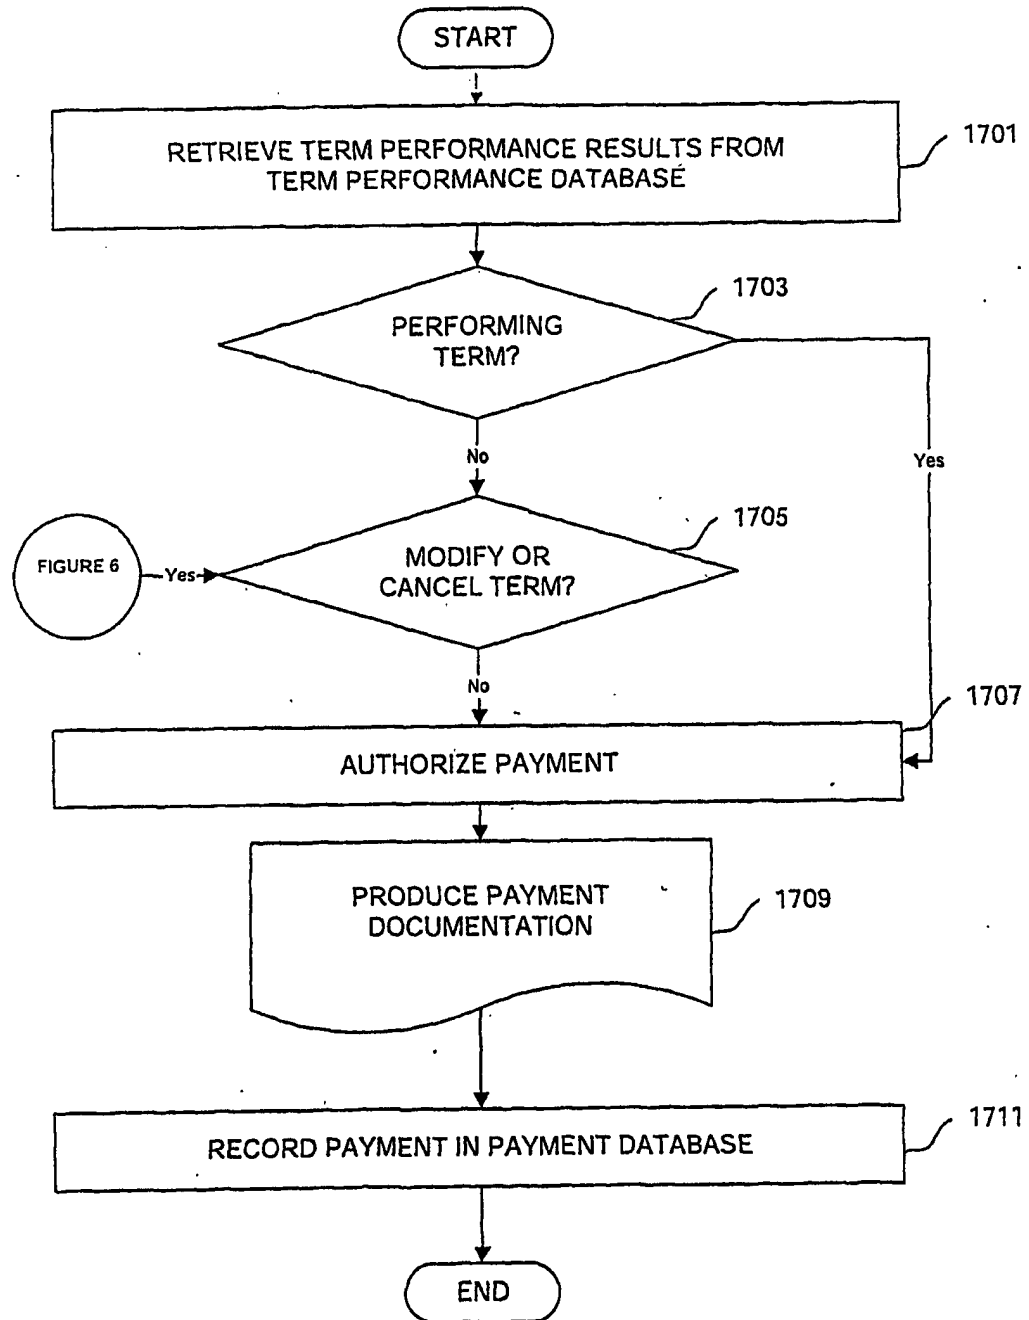 START
RETRIEVE TERM PERFORMANCE RESULTS FROM
TERM PERFORMANCE DATABASE
1701
PERFORMING
TERM?
1703
No
Yes
FIGURE 6
Yes
MODIFY OR
CANCEL TERM?
1705
No
AUTHORIZE PAYMENT
1707
PRODUCE PAYMENT
DOCUMENTATION
1709
RECORD PAYMENT IN PAYMENT DATABASE
1711
END